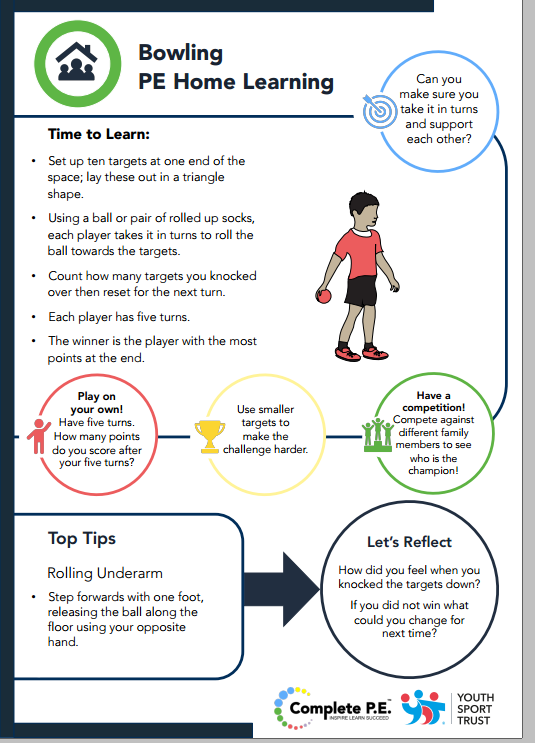 Bowling
PE Home Learning
Can you
make sure you
take it in turns
and support
each other?
Time to Learn:
• Set up ten targets at one end of the
space; lay these out in a triangle
shape.
• Using a ball or pair of rolled up socks,
each player takes it in turns to roll the
ball towards the targets.
• Count how many targets you knocked
over then reset for the next turn.
• Each player has five turns.
• The winner is the player with the most
points at the end.
Play on
your own!
Have five turns.
How many points
do you score after
your five turns?
Use smaller
targets to
make the
challenge harder.
Have a
competition!
Compete against
different family
members to see
who is the
champion!
Top Tips
Rolling Underarm
• Step forwards with one foot,
releasing the ball along the
floor using your opposite
hand.
Let's Reflect
How did you feel when you
knocked the targets down?
If you did not win what
could you change for
next time?
Complete P.E.™
INSPIRE LEARN SUCCEED
YOUTH
SPORT
TRUST